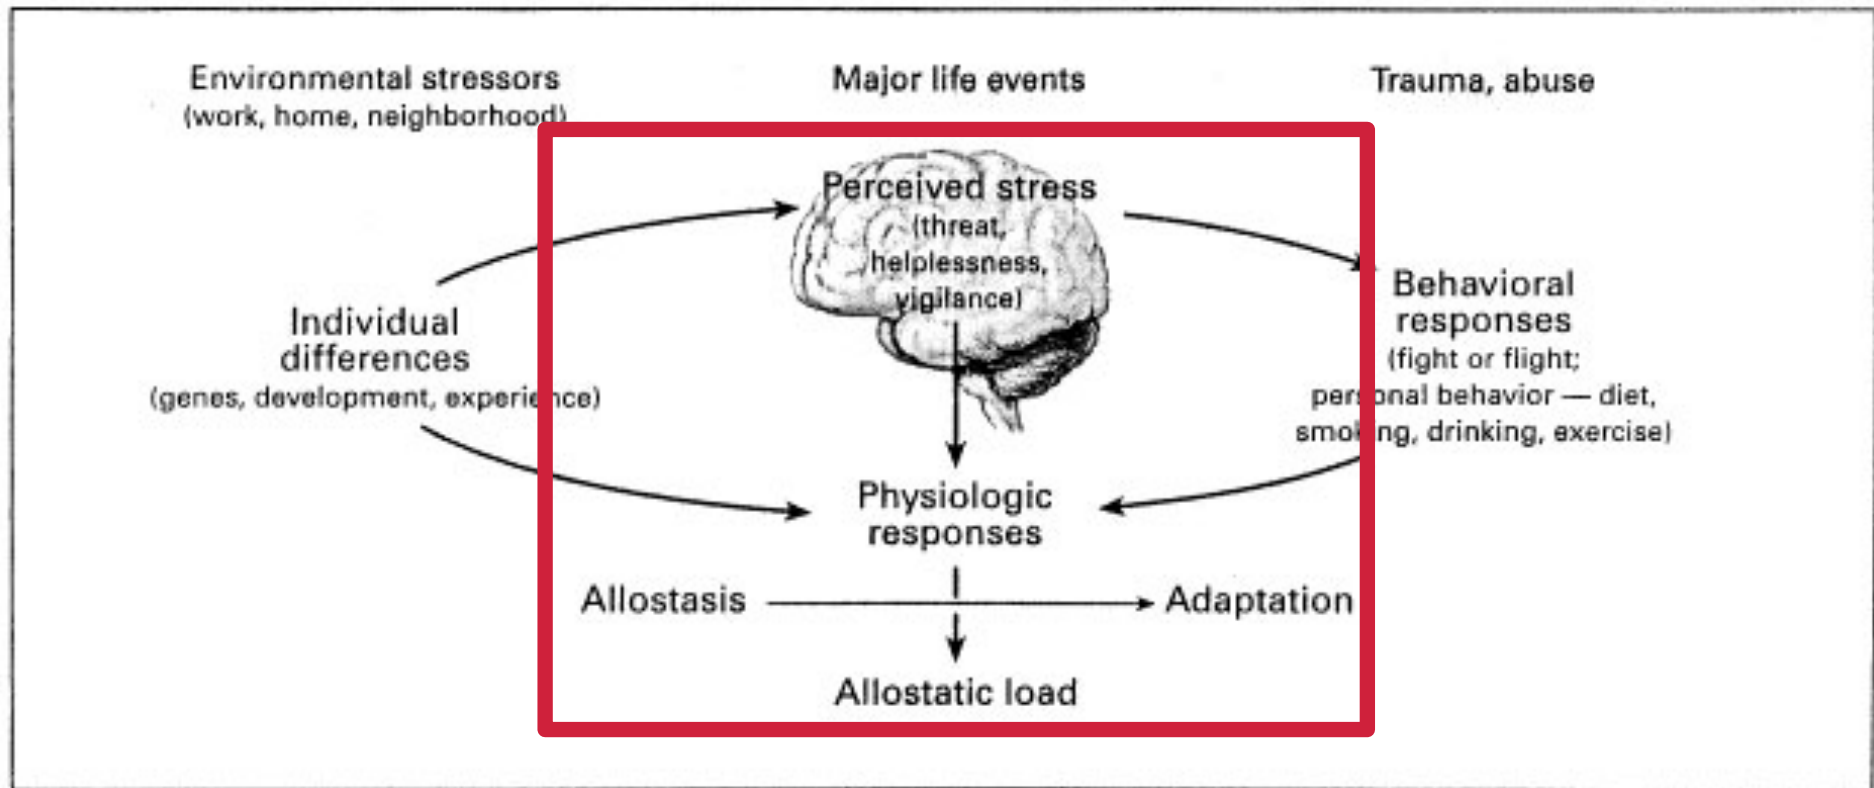 Environmental stressors
(work, home, neighborhood)
Major life events
Trauma, abuse
Perceived stress
(threat,
helplessness,
vigilance)
Individual
differences
(genes, development, experience)
Behavioral
responses
(fight or flight;
personal behavior — diet,
smoking, drinking, exercise)
Physiologic
responses
Allostasis
Adaptation
Allostatic load